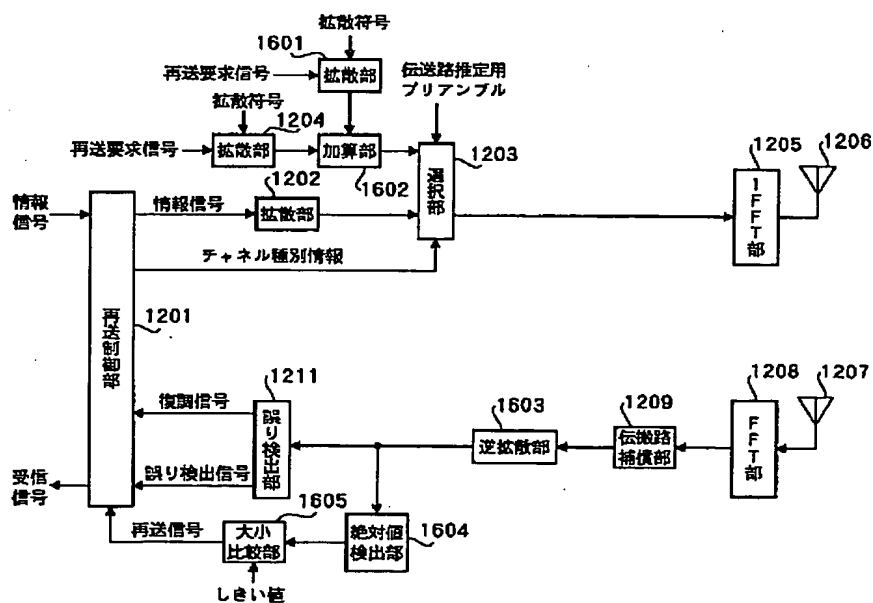 拡散符号
1601
再送要求信号
拡散部
伝送路推定用
プリアンブル
拡散符号
1204
再送要求信号
拡散部
加算部
1602
選択部
1203
1205
1206
IFFT部
情報
信号
情報信号
1202
拡散部
チャネル種別情報
再送制御部
1201
1211
復調信号
誤り検出部
誤り検出信号
1603
逆拡散部
1209
伝搬路
補償部
1208
FFT部
1207
受信
信号
再送信号
1605
大小
比較部
絶対値
検出部
1604
しきい値